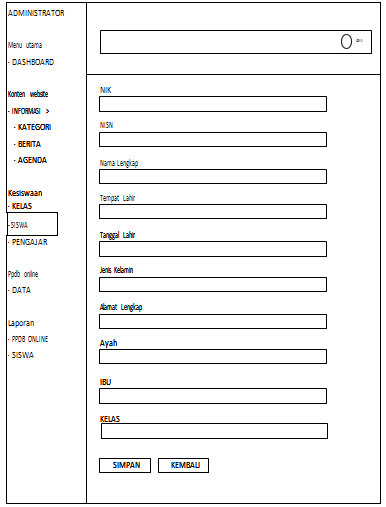 ADMINISTRATOR
Menu utama
- DASHBOARD
Konten website
- INFORMASI >
- KATEGORI
- BERITA
- AGENDA
Kesiswaan
- KELAS
- SISWA
- PENGAJAR
Ppdb online
- DATA
Laporan
- PPDB ONLINE
- SISWA
NIK
NISN
Nama Lengkap
Tempat Lahir
Tanggal Lahir
Jenis Kelamin
Alamat Lengkap
Ayah
IBU
KELAS
SIMPAN KEMBALI